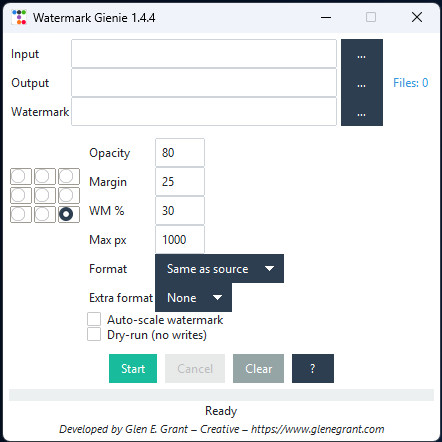 Watermark Gienie 1.4.4
Input ...
Output ... Files: 0
Watermark ...
Opacity 80
Margin 25
WM % 30
Max px 1000
Format Same as source
Extra format None
Auto-scale watermark
Dry-run (no writes)
Start Cancel Clear ?
Ready
Developed by Glen E. Grant – Creative – https://www.glenegrant.com